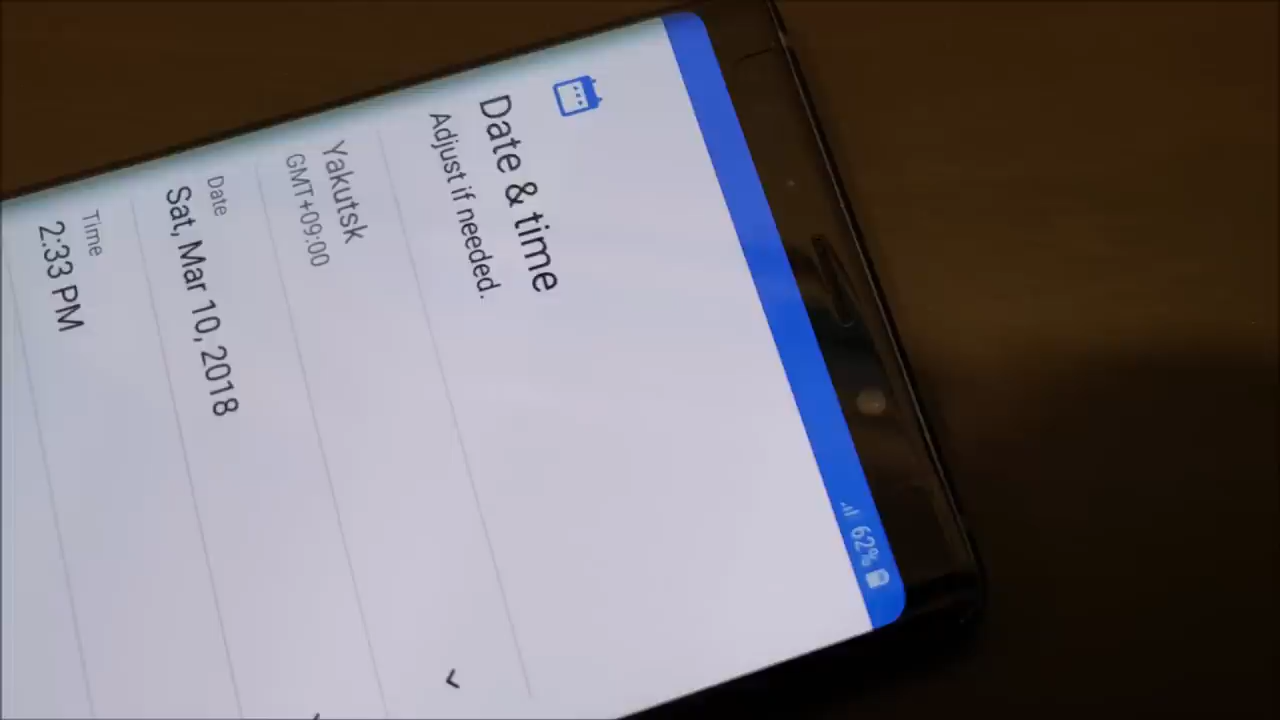 62%
Date & time
Adjust if needed.
Yakutsk
GMT+09:00
Date
Sat, Mar 10, 2018
Time
2:33 PM